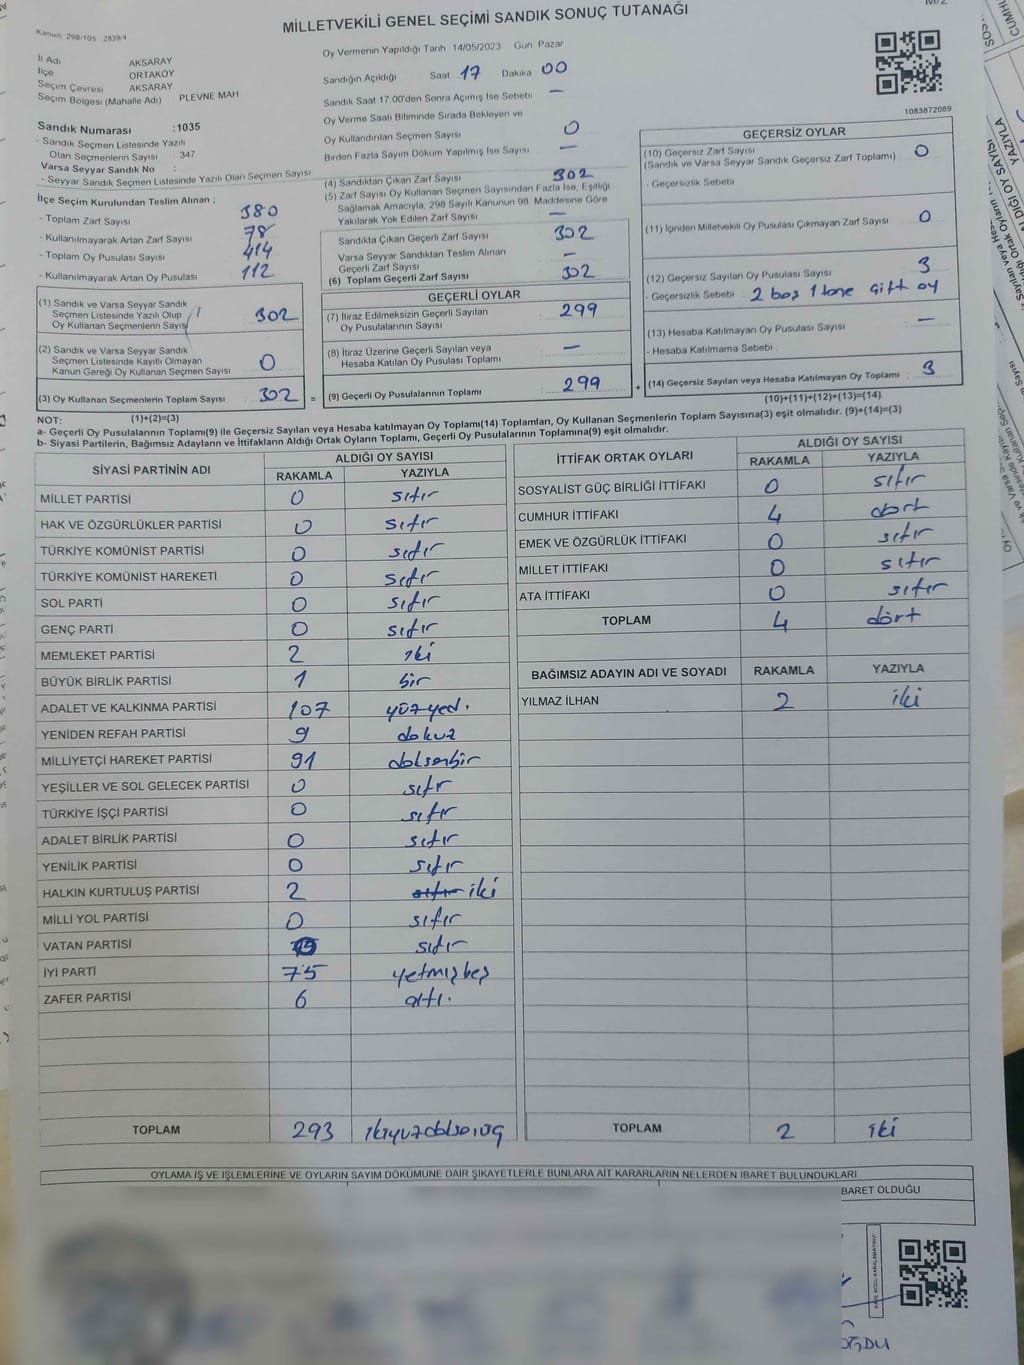 MİLLETVEKİLİ GENEL SEÇİMİ SANDIK SONUÇ TUTANAĞI
Kanun 298/105 2839/4
Oy Vermenin Yapıldığı Tarih 14/05/2023 Gün Pazar
İl Adı AKSARAY
İlçe ORTAKÖY
Seçim Çevresi AKSARAY
Seçim Bölgesi (Mahalle Adı) PLEVNE MAH
Sandığın Açıldığı Saat 17 Dakika 00
Sandık Saat 17 00'den Sonra Açmış İse Sebebi —
Oy Verme Saati Bitiminde Sırada Bekleyen ve
Oy Kullandırılan Seçmen Sayısı 0
Birden Fazla Sayım Döküm Yapılmış İse Sayısı —
1083872089
Sandık Numarası :1035
- Sandık Seçmen Listesinde Yazılı
Olan Seçmenlerin Sayısı : 347
Varsa Seyyar Sandık No :
- Seyyar Sandık Seçmen Listesinde Yazılı Olan Seçmen Sayısı
İlçe Seçim Kurulundan Teslim Alınan ;
- Toplam Zarf Sayısı 380
- Kullanılmayarak Artan Zarf Sayısı 78
- Toplam Oy Pusulası Sayısı 414
- Kullanılmayarak Artan Oy Pusulası 112
(1) Sandık ve Varsa Seyyar Sandık
Seçmen Listesinde Yazılı Olup
Oy Kullanan Seçmenlerin Sayısı 302
(2) Sandık ve Varsa Seyyar Sandık
Seçmen Listesinde Kayıtlı Olmayan
Kanun Gereği Oy Kullanan Seçmen Sayısı 0
(3) Oy Kullanan Seçmenlerin Toplam Sayısı : 302 =
(1)+(2)=(3)
(4) Sandıktan Çıkan Zarf Sayısı 302
(5) Zarf Sayısı Oy Kullanan Seçmen Sayısından Fazla İse, Eşitliği
Sağlamak Amacıyla, 298 Sayılı Kanunun 98. Maddesine Göre
Yakılarak Yok Edilen Zarf Sayısı —
Sandıkta Çıkan Geçerli Zarf Sayısı 302
Varsa Seyyar Sandıktan Teslim Alınan
Geçerli Zarf Sayısı —
(6) Toplam Geçerli Zarf Sayısı 302
GEÇERLİ OYLAR
(7) İtiraz Edilmeksizin Geçerli Sayılan
Oy Pusulalarının Sayısı 299
(8) İtiraz Üzerine Geçerli Sayılan veya
Hesaba Katılan Oy Pusulası Toplamı —
(9) Geçerli Oy Pusulalarının Toplamı : 299 +
GEÇERSİZ OYLAR
(10) Geçersiz Zarf Sayısı
(Sandık ve Varsa Seyyar Sandık Geçersiz Zarf Toplamı) : 0
- Geçersizlik Sebebi
(11) İçinden Milletvekili Oy Pusulası Çıkmayan Zarf Sayısı 0
(12) Geçersiz Sayılan Oy Pusulası Sayısı 3
- Geçersizlik Sebebi 2 boş 1 tane çift oy
(13) Hesaba Katılmayan Oy Pusulası Sayısı —
- Hesaba Katılmama Sebebi :
(14) Geçersiz Sayılan veya Hesaba Katılmayan Oy Toplamı : 3
(10)+(11)+(12)+(13)=(14)
NOT:
a- Geçerli Oy Pusulalarının Toplamı(9) ile Geçersiz Sayılan veya Hesaba katılmayan Oy Toplamı(14) Toplamları, Oy Kullanan Seçmenlerin Toplam Sayısına(3) eşit olmalıdır. (9)+(14)=(3)
b- Siyasi Partilerin, Bağımsız Adayların ve İttifakların Aldığı Ortak Oyların Toplamı, Geçerli Oy Pusulalarının Toplamına(9) eşit olmalıdır.
SİYASİ PARTİNİN ADI ALDIĞI OY SAYISI
RAKAMLA YAZIYLA
MİLLET PARTİSİ 0 sıfır
HAK VE ÖZGÜRLÜKLER PARTİSİ 0 sıfır
TÜRKİYE KOMÜNİST PARTİSİ 0 sıfır
TÜRKİYE KOMÜNİST HAREKETİ 0 sıfır
SOL PARTİ 0 sıfır
GENÇ PARTİ 0 sıfır
MEMLEKET PARTİSİ 2 iki
BÜYÜK BİRLİK PARTİSİ 1 bir
ADALET VE KALKINMA PARTİSİ 107 yüzyedi
YENİDEN REFAH PARTİSİ 9 dokuz
MİLLİYETÇİ HAREKET PARTİSİ 91 doksanbir
YEŞİLLER VE SOL GELECEK PARTİSİ 0 sıfır
TÜRKİYE İŞÇİ PARTİSİ 0 sıfır
ADALET BİRLİK PARTİSİ 0 sıfır
YENİLİK PARTİSİ 0 sıfır
HALKIN KURTULUŞ PARTİSİ 2 sıfır iki
MİLLİ YOL PARTİSİ 0 sıfır
VATAN PARTİSİ sıfır
İYİ PARTİ 75 yetmişbeş
ZAFER PARTİSİ 6 altı.
TOPLAM 293 ikiyüzdoksanüç
İTTİFAK ORTAK OYLARI ALDIĞI OY SAYISI
RAKAMLA YAZIYLA
SOSYALİST GÜÇ BİRLİĞİ İTTİFAKI 0 sıfır
CUMHUR İTTİFAKI 4 dört
EMEK VE ÖZGÜRLÜK İTTİFAKI 0 sıfır
MİLLET İTTİFAKI 0 sıfır
ATA İTTİFAKI 0 sıfır
TOPLAM 4 dört
BAĞIMSIZ ADAYIN ADI VE SOYADI RAKAMLA YAZIYLA
YILMAZ İLHAN 2 iki
TOPLAM 2 iki
OYLAMA İŞ VE İŞLEMLERİNE VE OYLARIN SAYIM DÖKÜMÜNE DAİR ŞİKAYETLERLE BUNLARA AİT KARARLARIN NELERDEN İBARET BULUNDUKLARI
BARET OLDUĞU